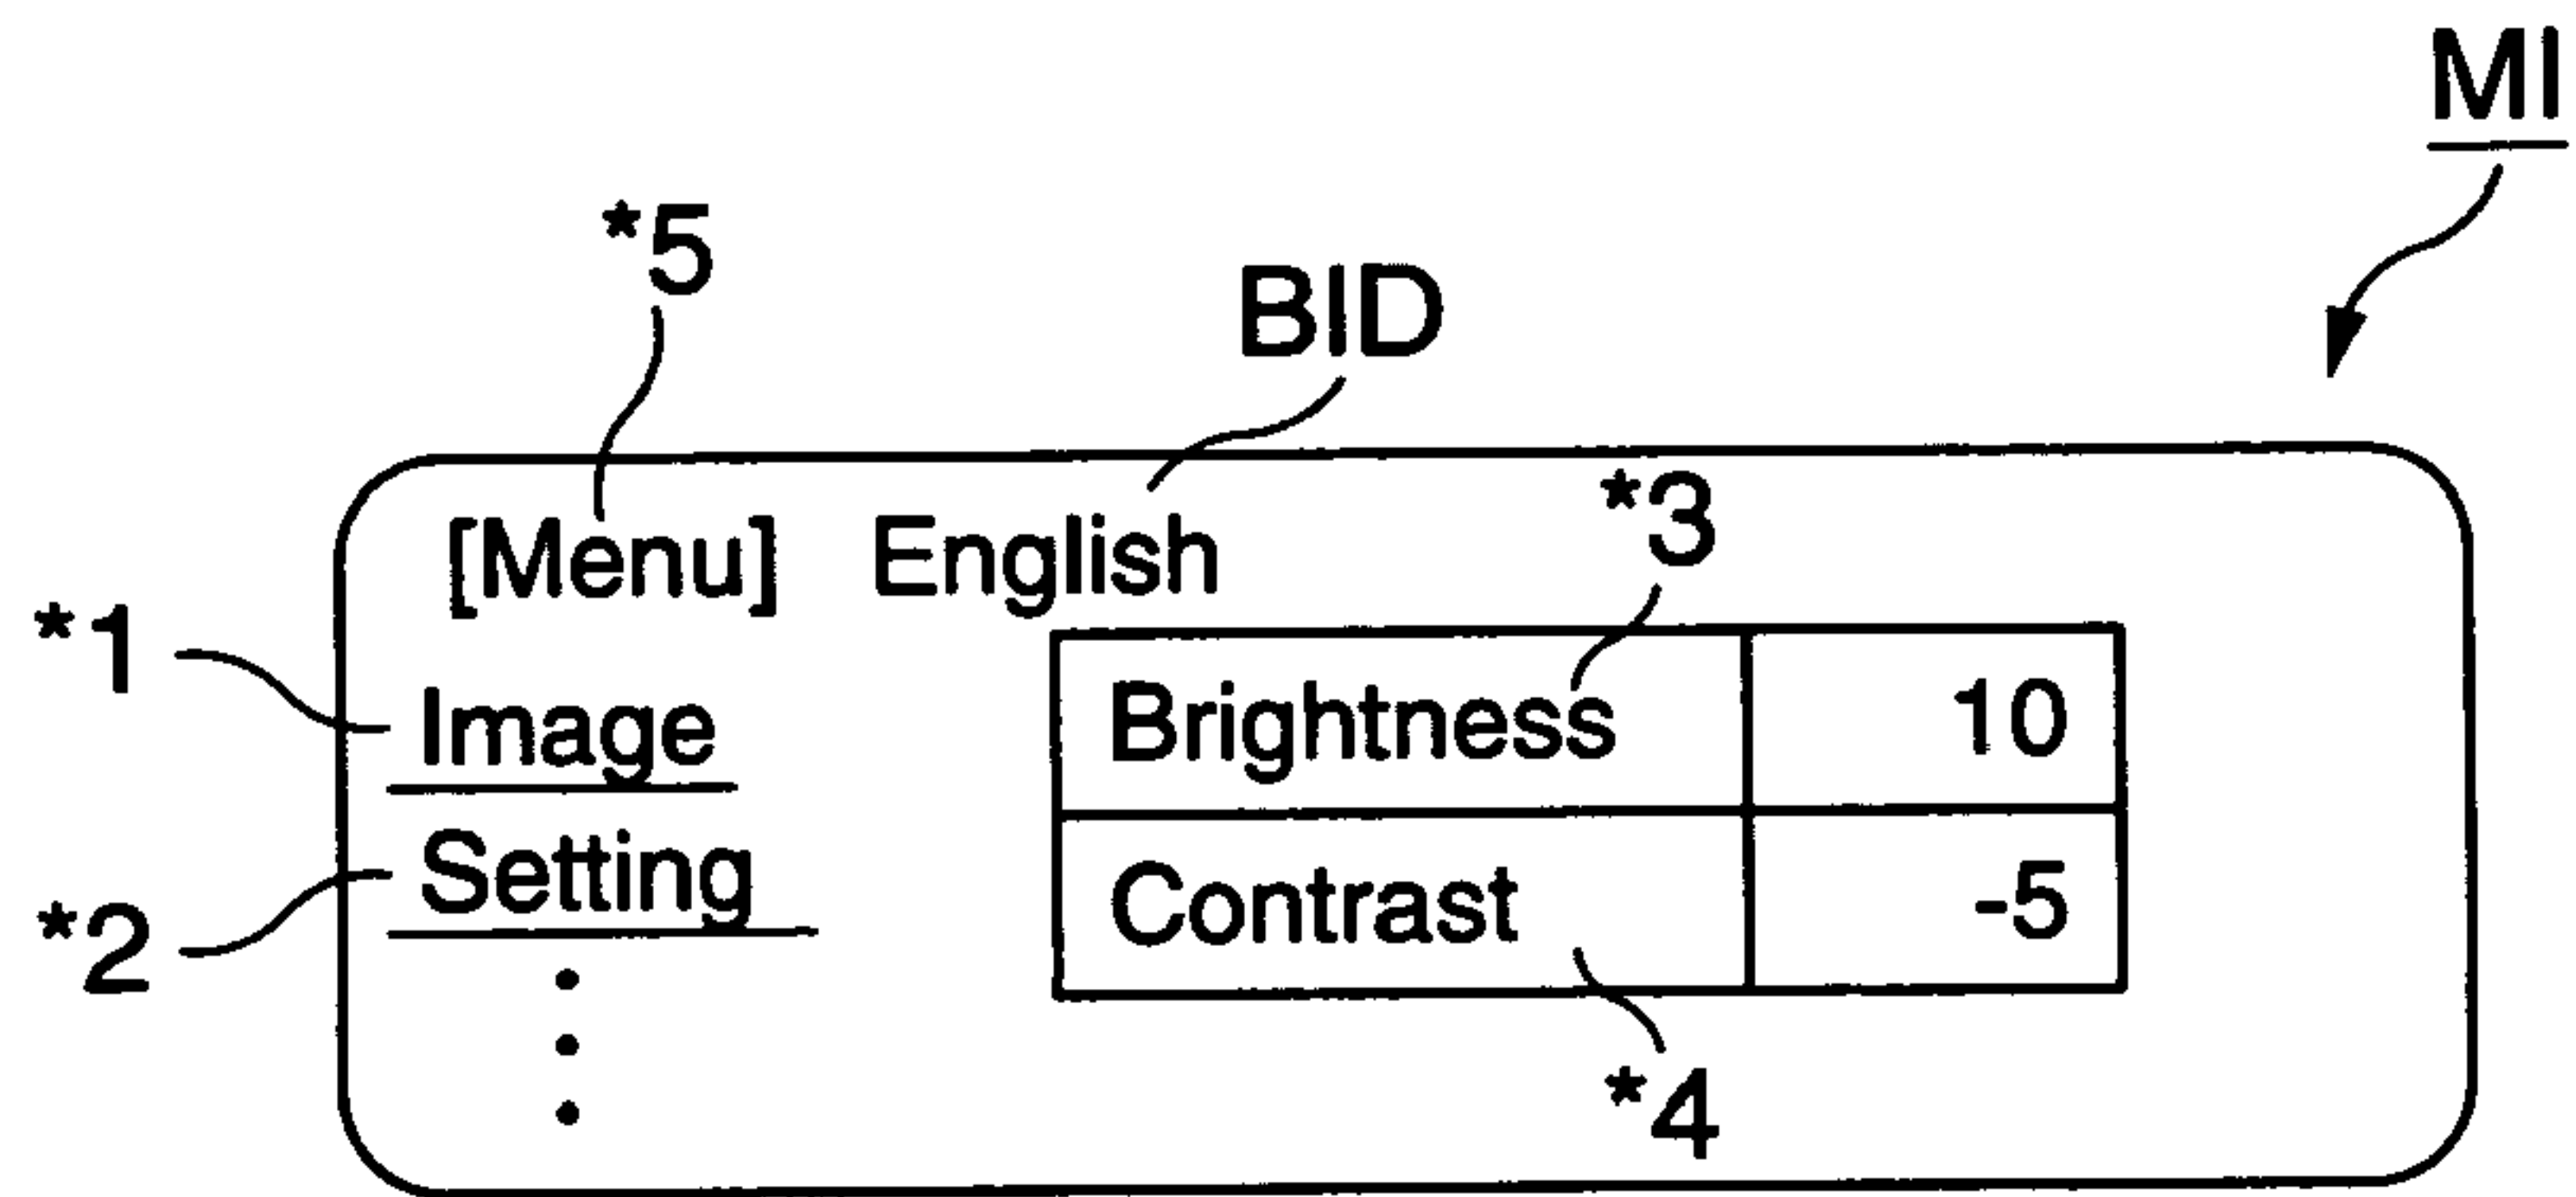 MI
*5
BID
[Menu] English
*3
*1
Image
Brightness 10
*2
Setting
Contrast -5
*4